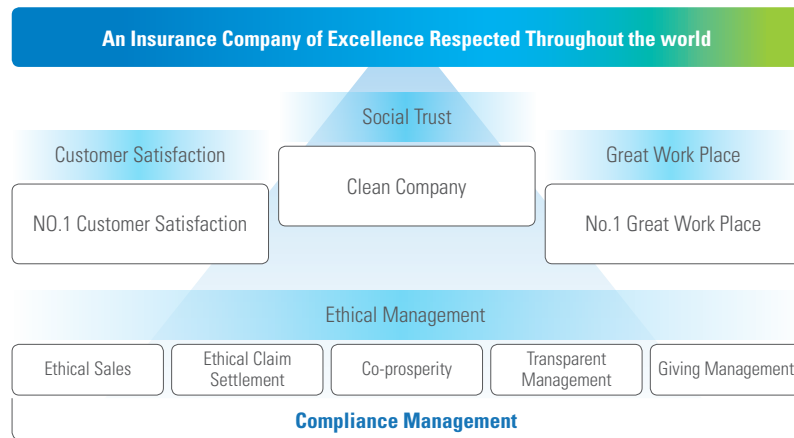 An Insurance Company of Excellence Respected Throughout the world
Social Trust
Customer Satisfaction
Great Work Place
Clean Company
NO.1 Customer Satisfaction
No.1 Great Work Place
Ethical Management
Ethical Sales
Ethical Claim
Settlement
Co-prosperity
Transparent
Management
Giving Management
Compliance Management